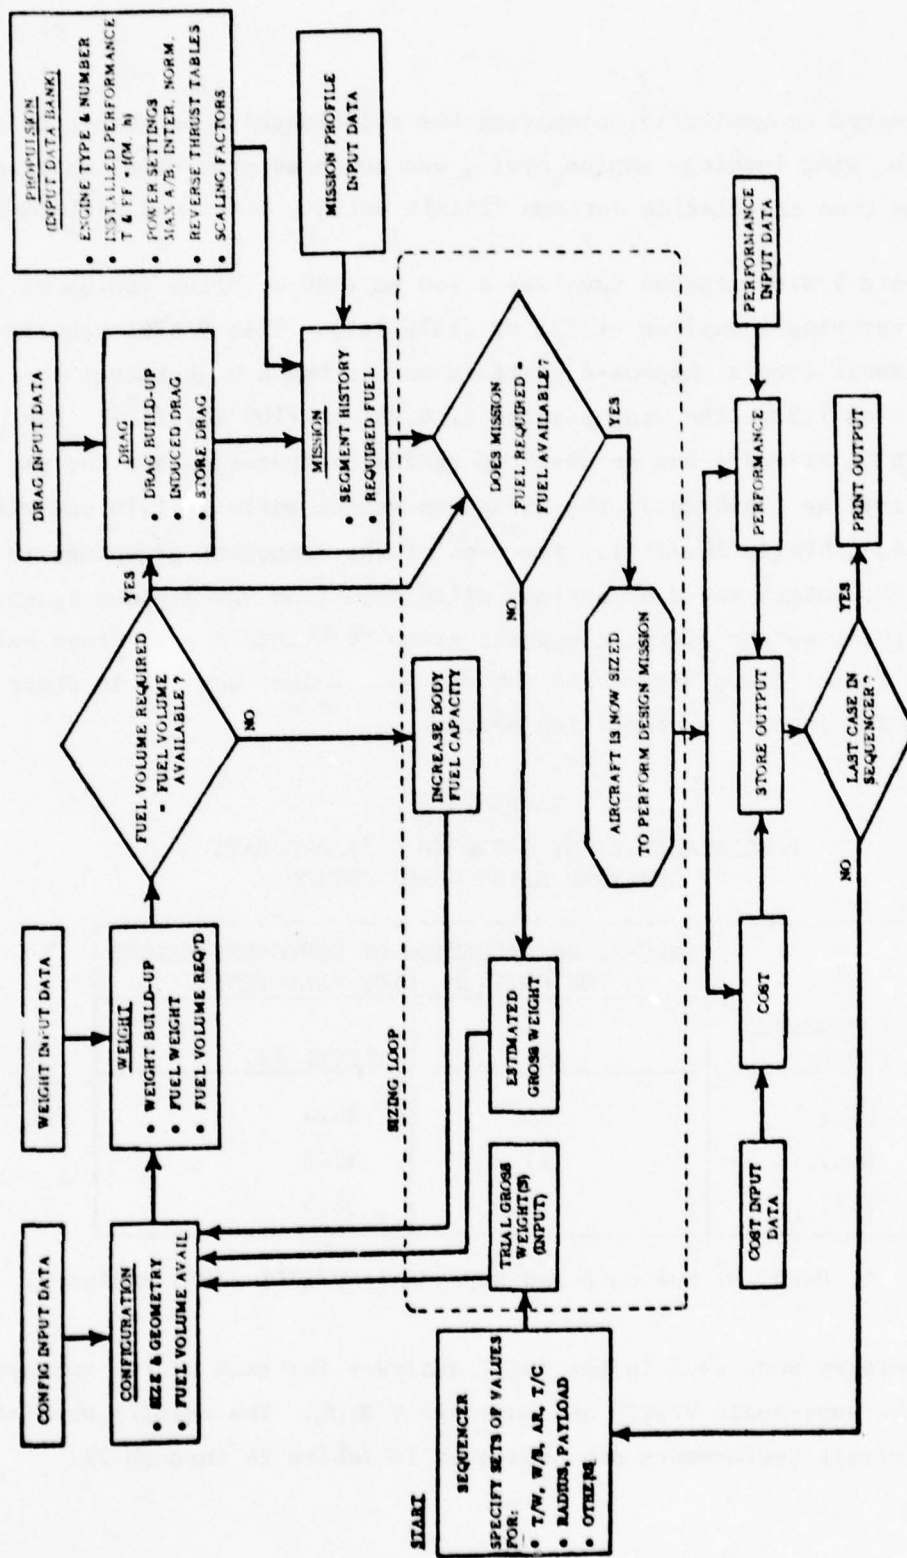 CONFIG INPUT DATA
WEIGHT INPUT DATA
DRAG INPUT DATA
PROPULSION
(INPUT DATA BANK)
• ENGINE TYPE & NUMBER
• INSTALLED PERFORMANCE
• POWER SETTINGS
MAX A/B, INTER. NORM.
• REVERSE THRUST TABLES
• SCALING FACTORS
CONFIGURATION
• SIZE & GEOMETRY
• FUEL VOLUME AVAIL
WEIGHT
• WEIGHT BUILD-UP
• FUEL WEIGHT
• FUEL VOLUME REQ'D
FUEL VOLUME REQUIRED
= FUEL VOLUME
AVAILABLE?
YES
NO
DRAG
• DRAG BUILD-UP
• INDUCED DRAG
• STORE DRAG
MISSION
• SEGMENT HISTORY
• REQUIRED FUEL
MISSION PROFILE
INPUT DATA
SIZING LOOP
INCREASE BODY
FUEL CAPACITY
DOES MISSION
FUEL REQUIRED =
FUEL AVAILABLE?
NO
YES
ESTIMATED
GROSS WEIGHT
TRIAL GROSS
WEIGHT(S)
(INPUT)
AIRCRAFT IS NOW SIZED
TO PERFORM DESIGN MISSION
START
SEQUENCER
SPECIFY SETS OF VALUES
FOR:
• T/W, W/S, AR, T/C
• RADIUS, PAYLOAD
• OTHERS
COST INPUT
DATA
COST
STORE OUTPUT
PERFORMANCE
PERFORMANCE
INPUT DATA
LAST CASE IN
SEQUENCER?
NO
YES
PRINT OUTPUT